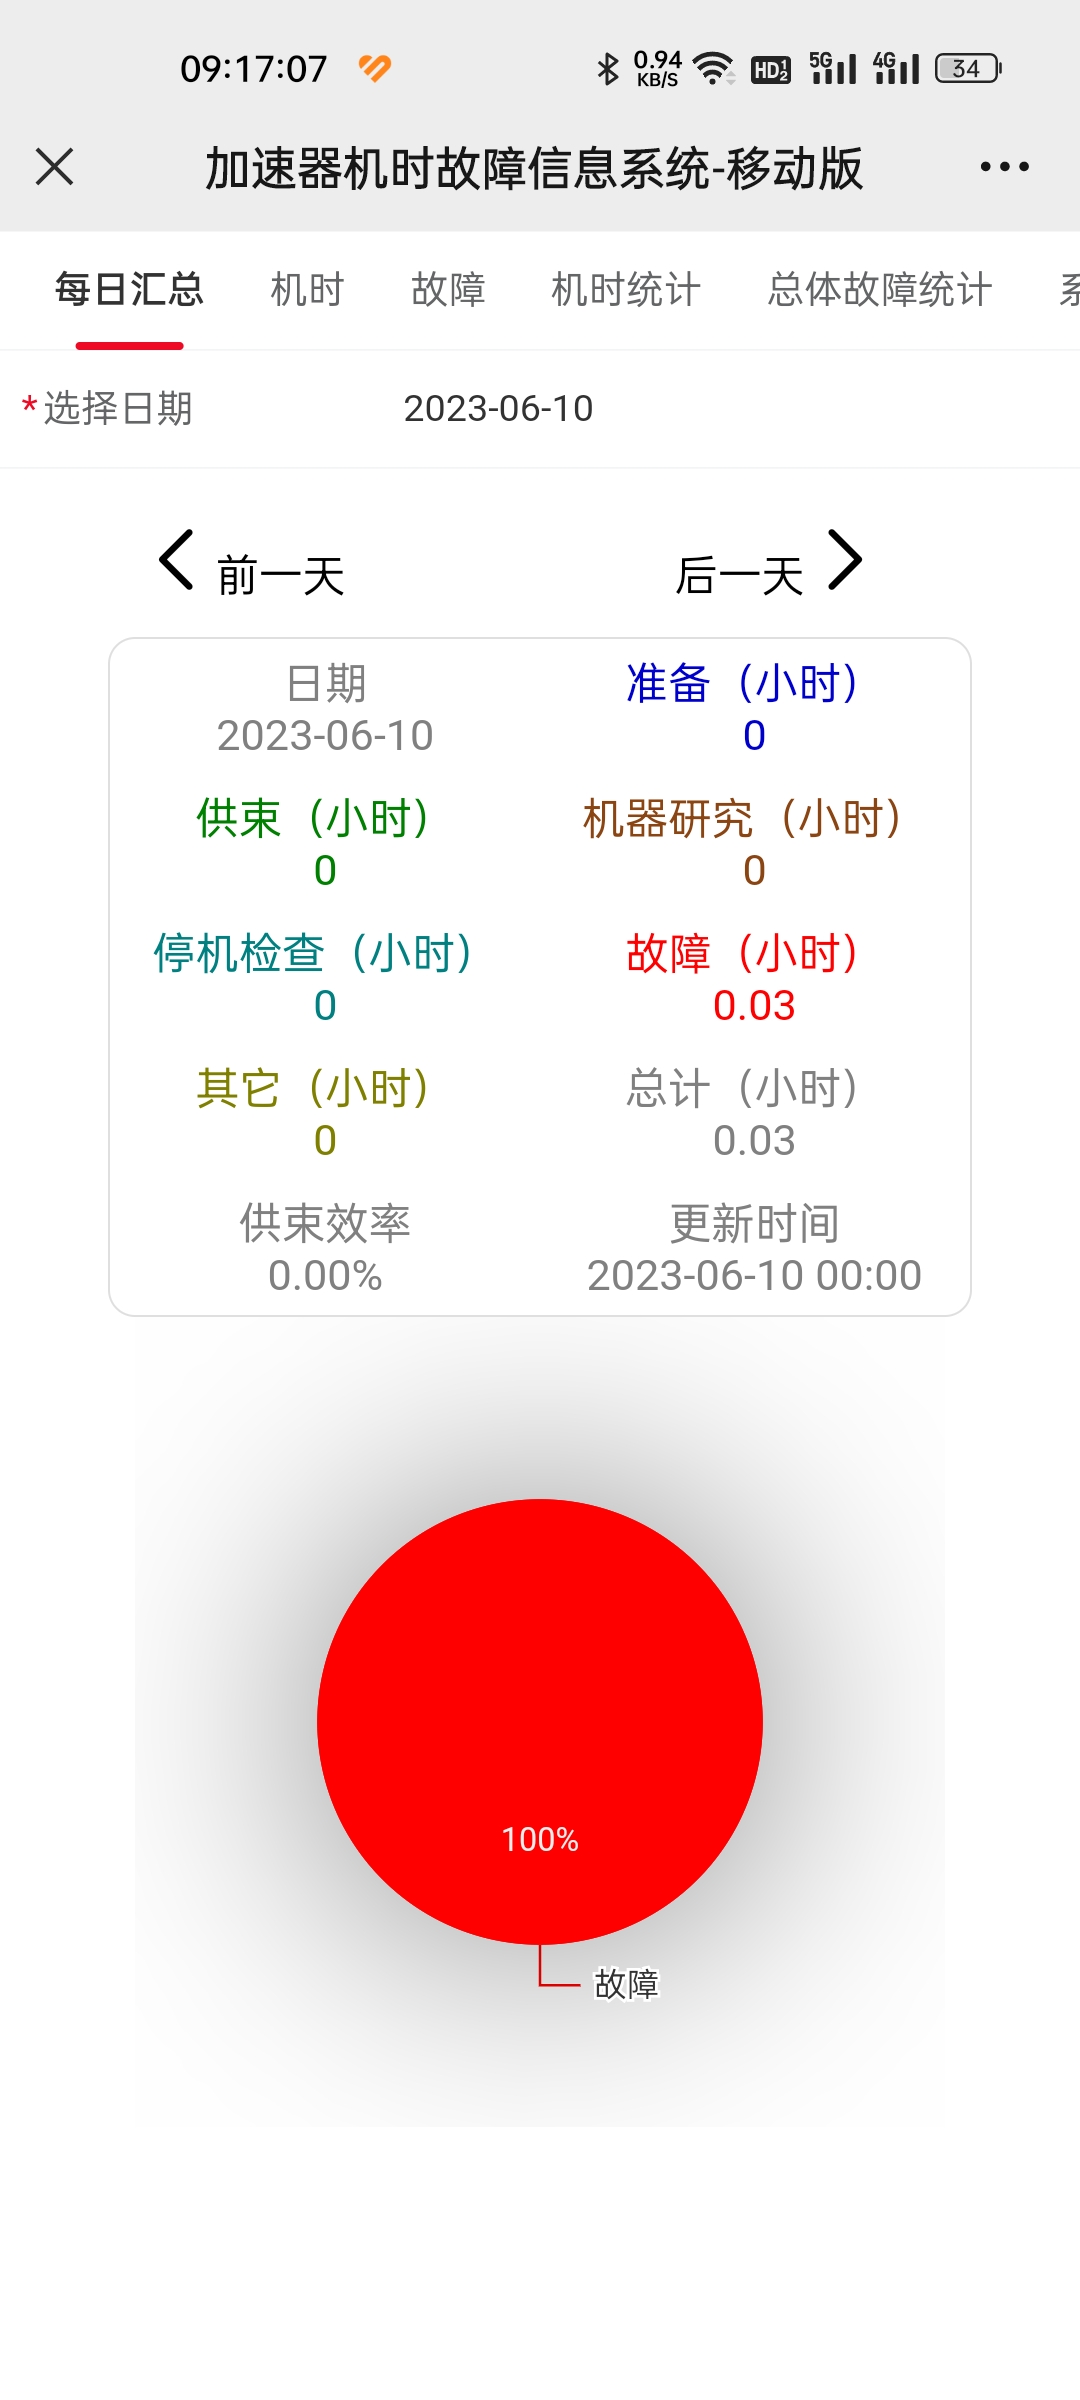 09:17:07 0.94 KB/S HD 1 2 5G 4G 34
加速器机时故障信息系统-移动版
每日汇总 机时 故障 机时统计 总体故障统计
*选择日期 2023-06-10
前一天 后一天
日期 准备（小时）
2023-06-10 0
供束（小时） 机器研究（小时）
0 0
停机检查（小时） 故障（小时）
0 0.03
其它（小时） 总计（小时）
0 0.03
供束效率 更新时间
0.00% 2023-06-10 00:00
100%
故障